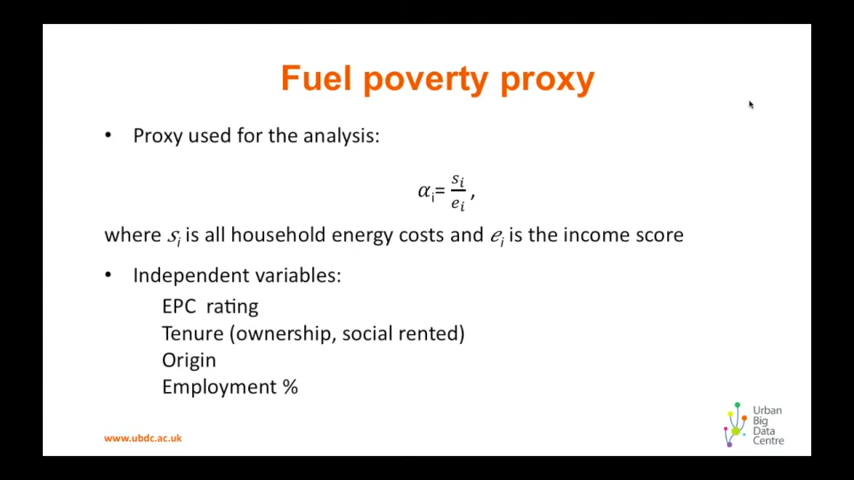 Fuel poverty proxy
• Proxy used for the analysis:
αᵢ= sᵢ/eᵢ ,
where sᵢ is all household energy costs and eᵢ is the income score
• Independent variables:
EPC rating
Tenure (ownership, social rented)
Origin
Employment %
www.ubdc.ac.uk
Urban
Big
Data
Centre